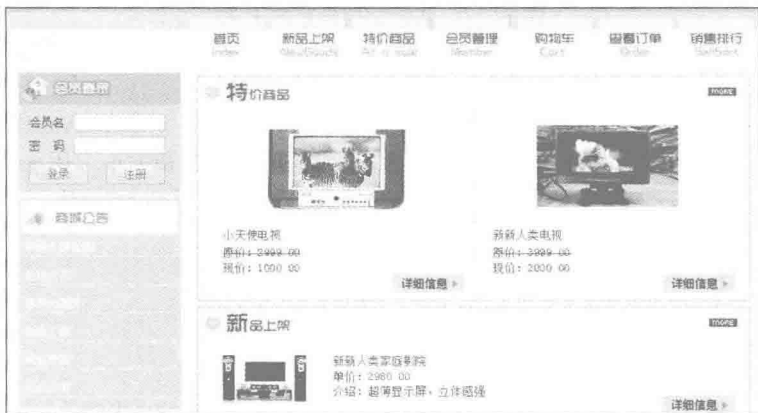 首页 新品上架 特价商品 会员管理 购物车 查看订单 销售排行
Index NewGoods Member Cart Order
会员登录
会员名
密 码
登录 注册
商城公告
特价商品 more
小天使电视
原价：2999.00
现价：1000.00
详细信息
新新人类电视
原价：3999.00
现价：2000.00
详细信息
新品上架 more
新新人类家庭影院
单价：2980.00
介绍：超薄显示屏，立体感强
详细信息